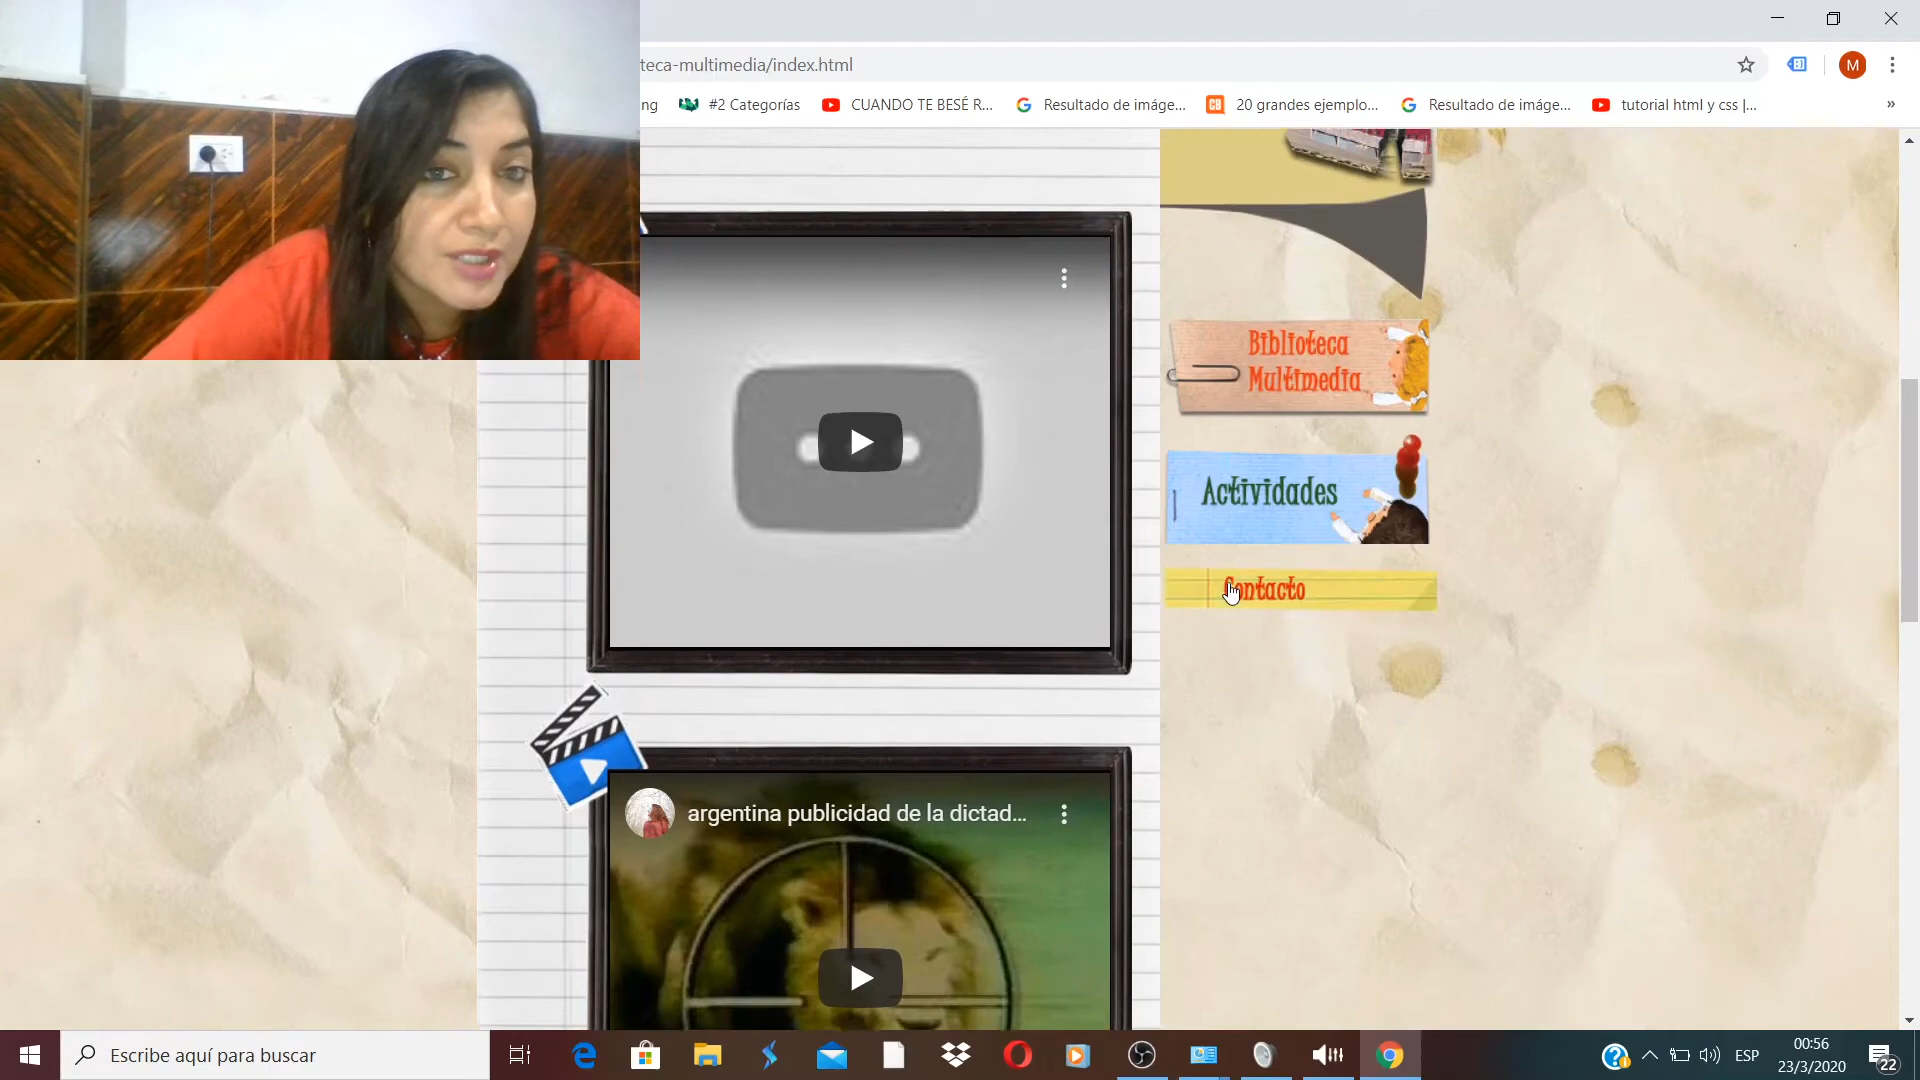 teca-multimedia/index.html
M
ng
#2 Categorías
CUANDO TE BESÉ R...
Resultado de imáge...
20 grandes ejemplo...
Resultado de imáge...
tutorial html y css |...
»
Biblioteca
Multimedia
Actividades
Contacto
argentina publicidad de la dictad...
Escribe aquí para buscar
ESP
00:56
23/3/2020
22